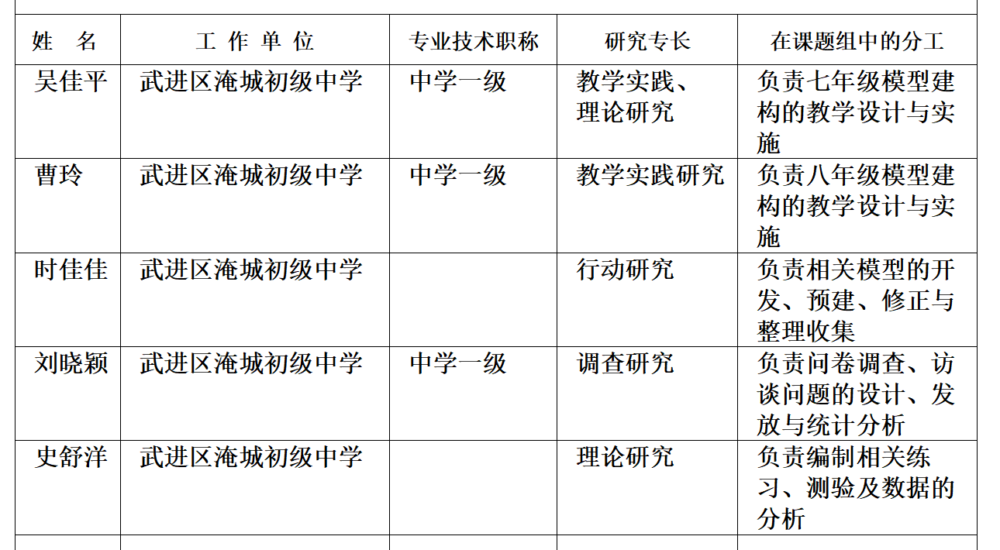 姓 名 工 作 单 位 专业技术职称 研究专长 在课题组中的分工
吴佳平 武进区淹城初级中学 中学一级 教学实践、 负责七年级模型建
理论研究 构的教学设计与实
施
曹玲 武进区淹城初级中学 中学一级 教学实践研究 负责八年级模型建
构的教学设计与实
施
时佳佳 武进区淹城初级中学 行动研究 负责相关模型的开
发、预建、修正与
整理收集
刘晓颖 武进区淹城初级中学 中学一级 调查研究 负责问卷调查、访
谈问题的设计、发
放与统计分析
史舒洋 武进区淹城初级中学 理论研究 负责编制相关练
习、测验及数据的
分析